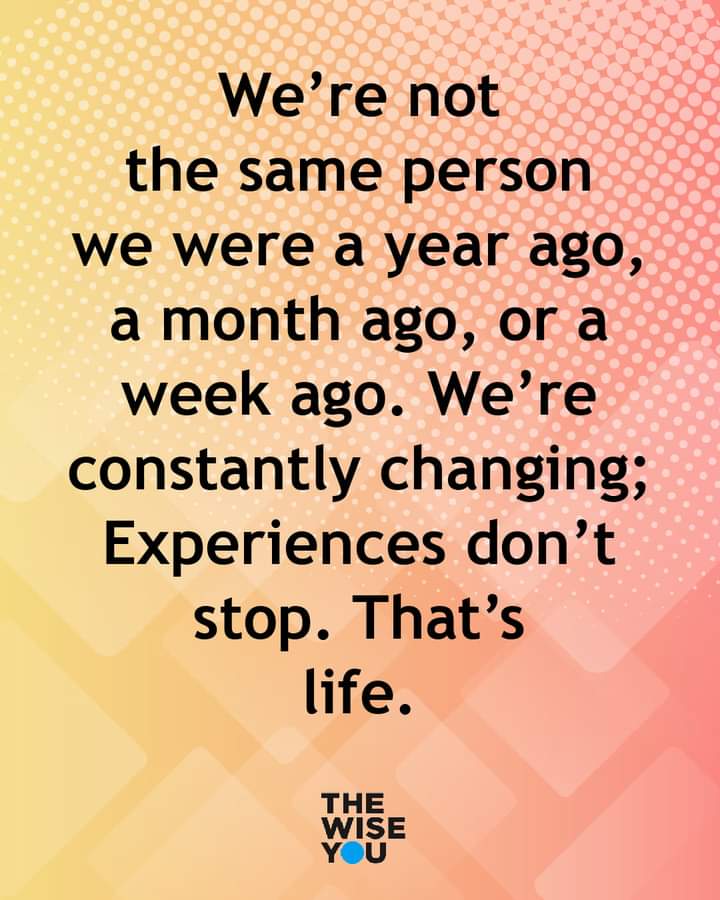 We’re not
the same person
we were a year ago,
a month ago, or a
week ago. We’re
constantly changing;
Experiences don’t
stop. That’s
life.
THE
WISE
YOU